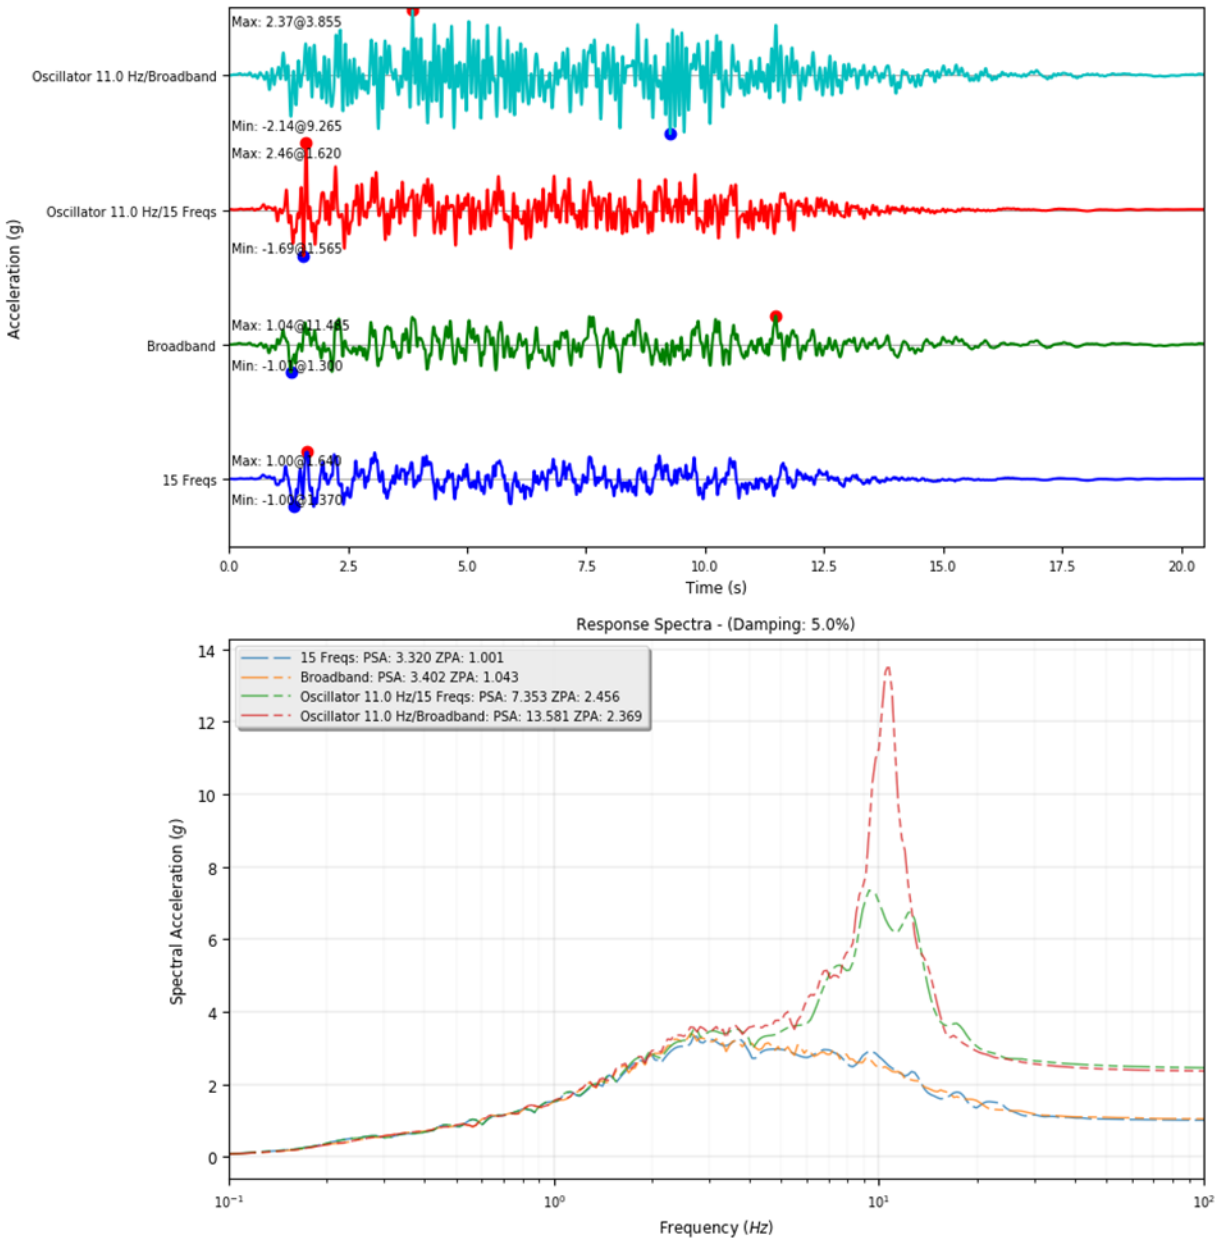 Acceleration (g)
Max: 2.37@3.855
Oscillator 11.0 Hz/Broadband
Min: -2.14@9.265
Max: 2.46@1.620
Oscillator 11.0 Hz/15 Freqs
Min: -1.69@1.565
Max: 1.04@11.485
Broadband
@1.300
Max: 1.00@1.640
15 Freqs
Min: -1.00@1.370
0.0 2.5 5.0 7.5 10.0 12.5 15.0 17.5 20.0
Time (s)
Response Spectra - (Damping: 5.0%)
15 Freqs: PSA: 3.320 ZPA: 1.001
Broadband: PSA: 3.402 ZPA: 1.043
Oscillator 11.0 Hz/15 Freqs: PSA: 7.353 ZPA: 2.456
Oscillator 11.0 Hz/Broadband: PSA: 13.581 ZPA: 2.369
Spectral Acceleration (g)
14
12
10
8
6
4
2
0
10⁻¹ 10⁰ 10¹ 10²
Frequency (Hz)